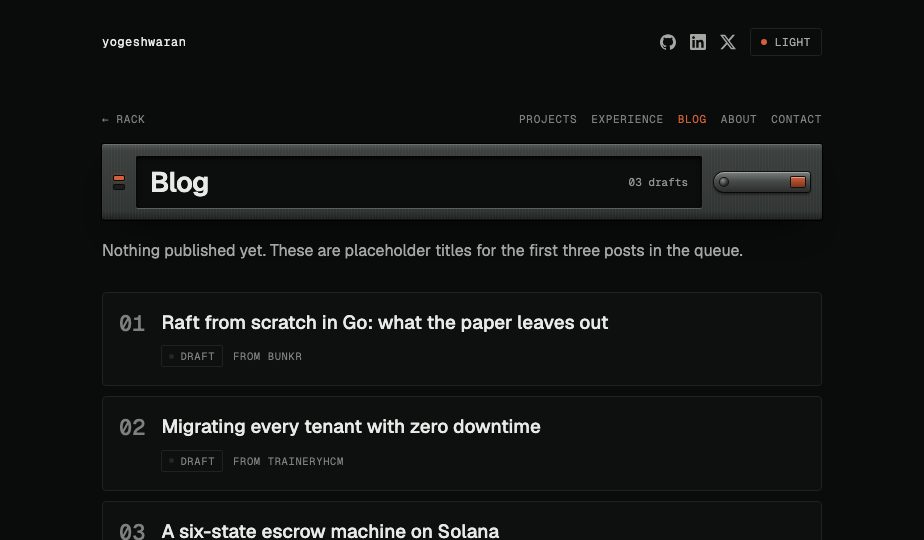 yogeshwaran
LIGHT
← RACK
PROJECTS EXPERIENCE BLOG ABOUT CONTACT
Blog
03 drafts
Nothing published yet. These are placeholder titles for the first three posts in the queue.
01 Raft from scratch in Go: what the paper leaves out
DRAFT FROM BUNKR
02 Migrating every tenant with zero downtime
DRAFT FROM TRAINERYHCM
03 A six-state escrow machine on Solana